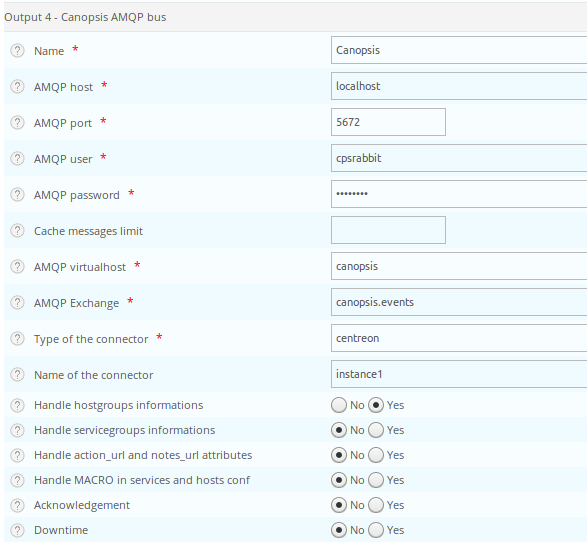 Output 4 - Canopsis AMQP bus
? Name * Canopsis
? AMQP host * localhost
? AMQP port * 5672
? AMQP user * cpsrabbit
? AMQP password * ••••••••
? Cache messages limit
? AMQP virtualhost * canopsis
? AMQP Exchange * canopsis.events
? Type of the connector * centreon
? Name of the connector instance1
? Handle hostgroups informations No Yes
? Handle servicegroups informations No Yes
? Handle action_url and notes_url attributes No Yes
? Handle MACRO in services and hosts conf No Yes
? Acknowledgement No Yes
? Downtime No Yes